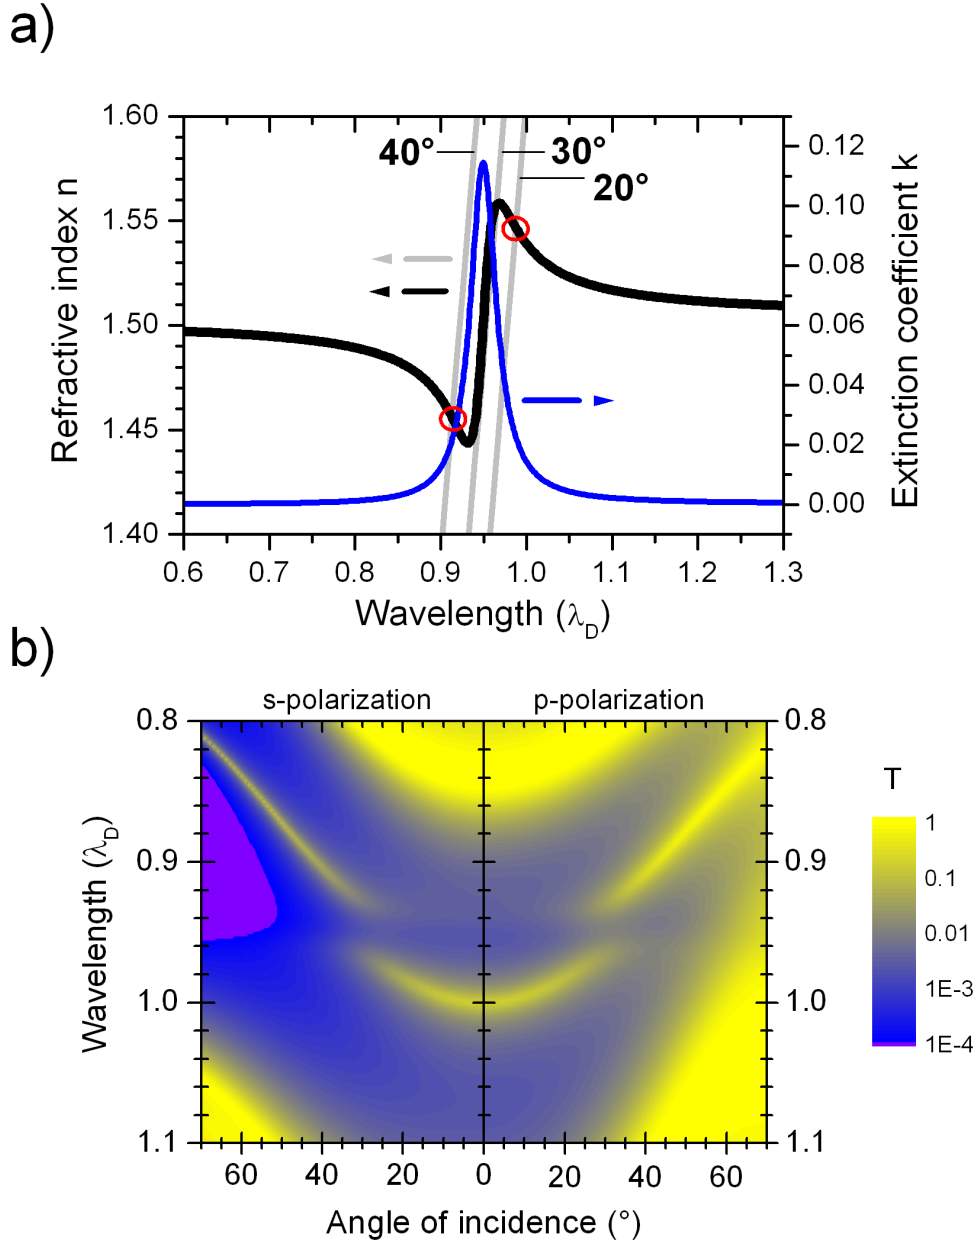 a)
1.60
1.55
1.50
1.45
1.40
Refractive index n
40°
30°
20°
0.12
0.10
0.08
0.06
0.04
0.02
0.00
Extinction coefficient k
0.6 0.7 0.8 0.9 1.0 1.1 1.2 1.3
Wavelength (λD)
b)
s-polarization p-polarization
0.8
0.9
1.0
1.1
Wavelength (λD)
0.8
0.9
1.0
1.1
60 40 20 0 20 40 60
Angle of incidence (°)
T
1
0.1
0.01
1E-3
1E-4